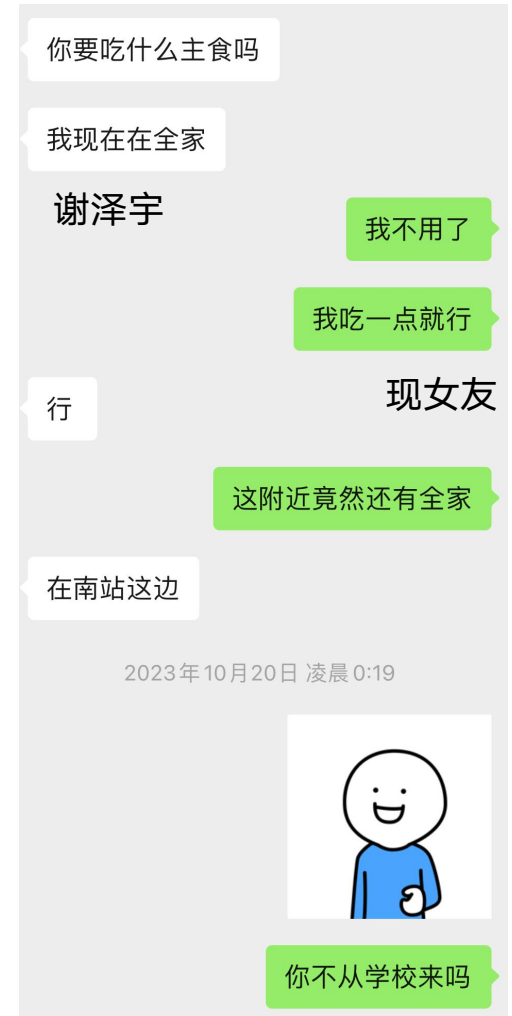 你要吃什么主食吗
我现在在全家
谢泽宇
我不用了
我吃一点就行
现女友
行
这附近竟然还有全家
在南站这边
2023年10月20日 凌晨0:19
你不从学校来吗